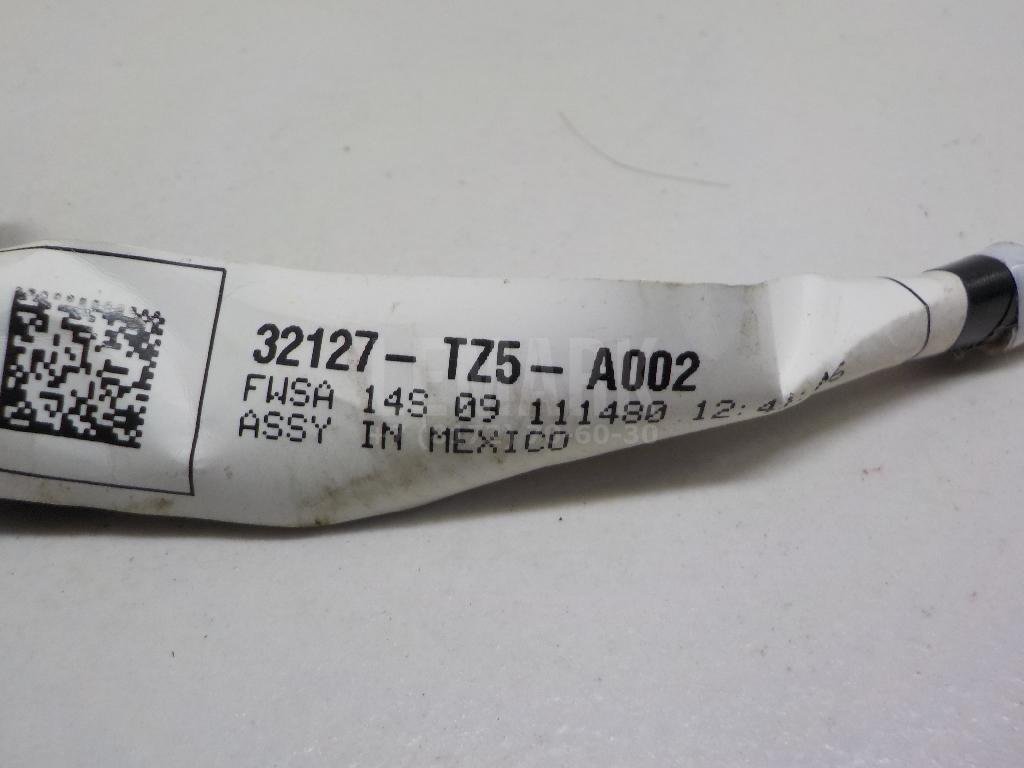 32127-TZ5-A002
FWSA 14S 09 111480
ASSY IN MEXICO